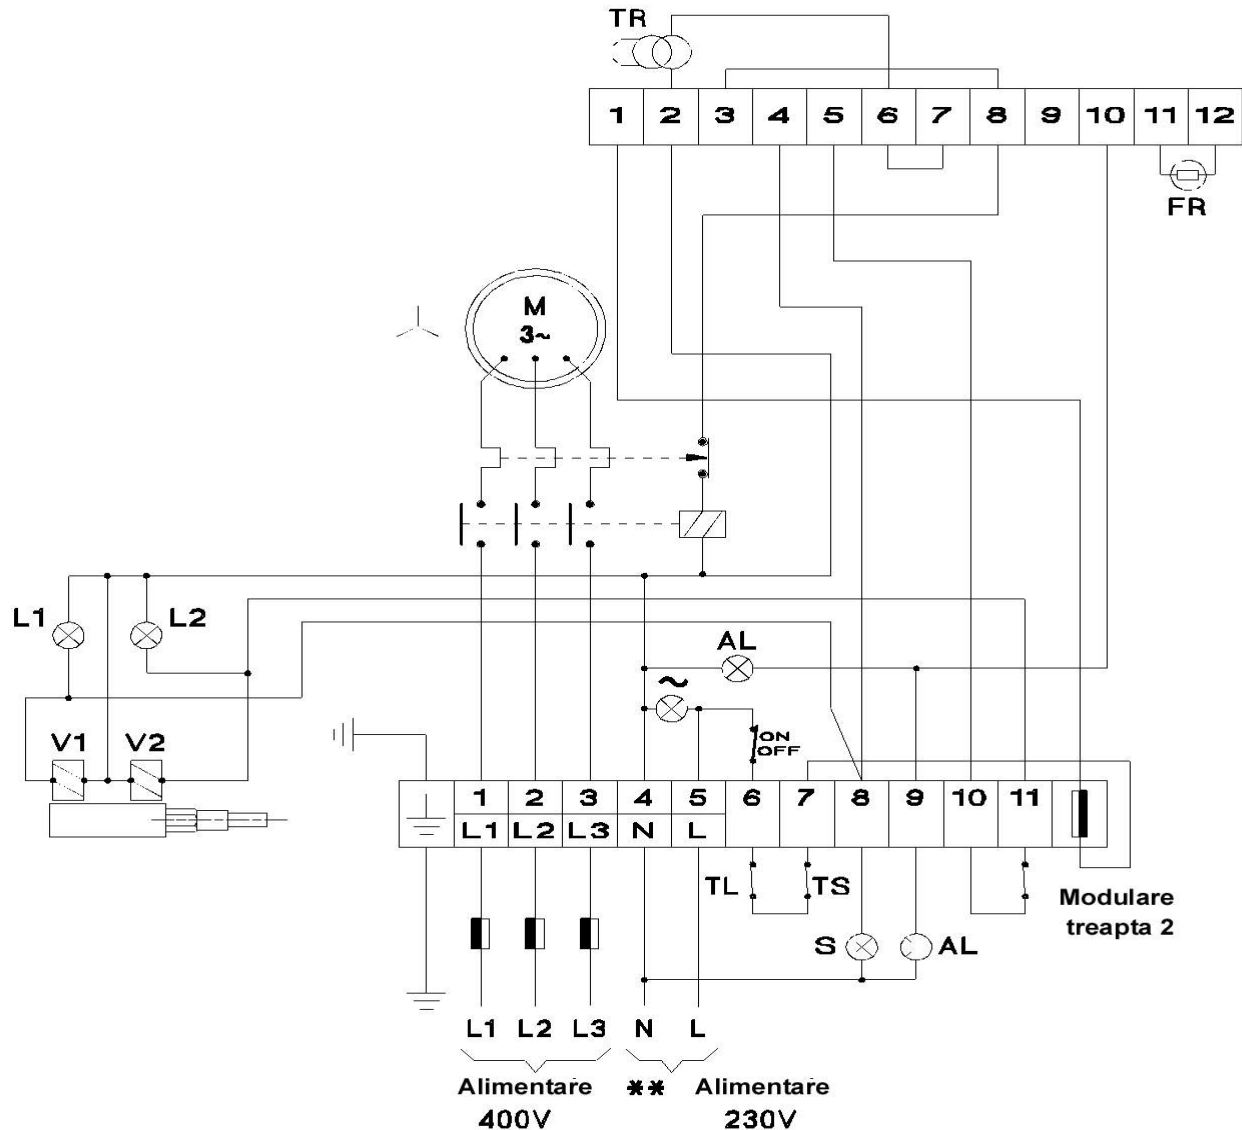 TR
1 2 3 4 5 6 7 8 9 10 11 12
FR
M
3~
L1
L2
AL
~
V1
V2
ON
OFF
1 2 3 4 5 6 7 8 9 10 11
L1 L2 L3 N L
TL
TS
Modulare
treapta 2
S
AL
L1 L2 L3 N L
Alimentare
400V
**
Alimentare
230V